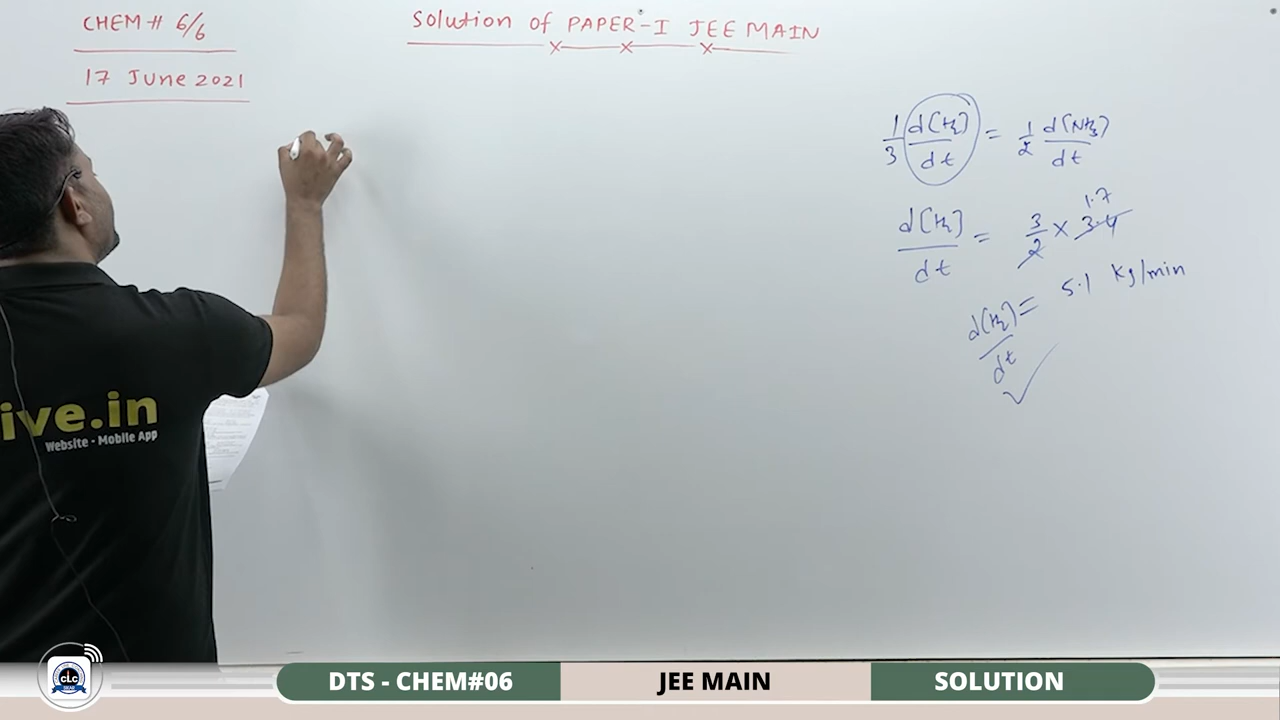 CHEM # 6/6
17 June 2021
Solution of PAPER-I JEE MAIN
1/3 d[H₂]/dt = 1/2 d[NH₃]/dt
d[H₂]/dt = 3/2 × 3.4 1.7
d[H₂]/dt = 5.1 Kg/min
ive.in
Website - Mobile App
CLC
SIKAR
DTS - CHEM#06
JEE MAIN
SOLUTION